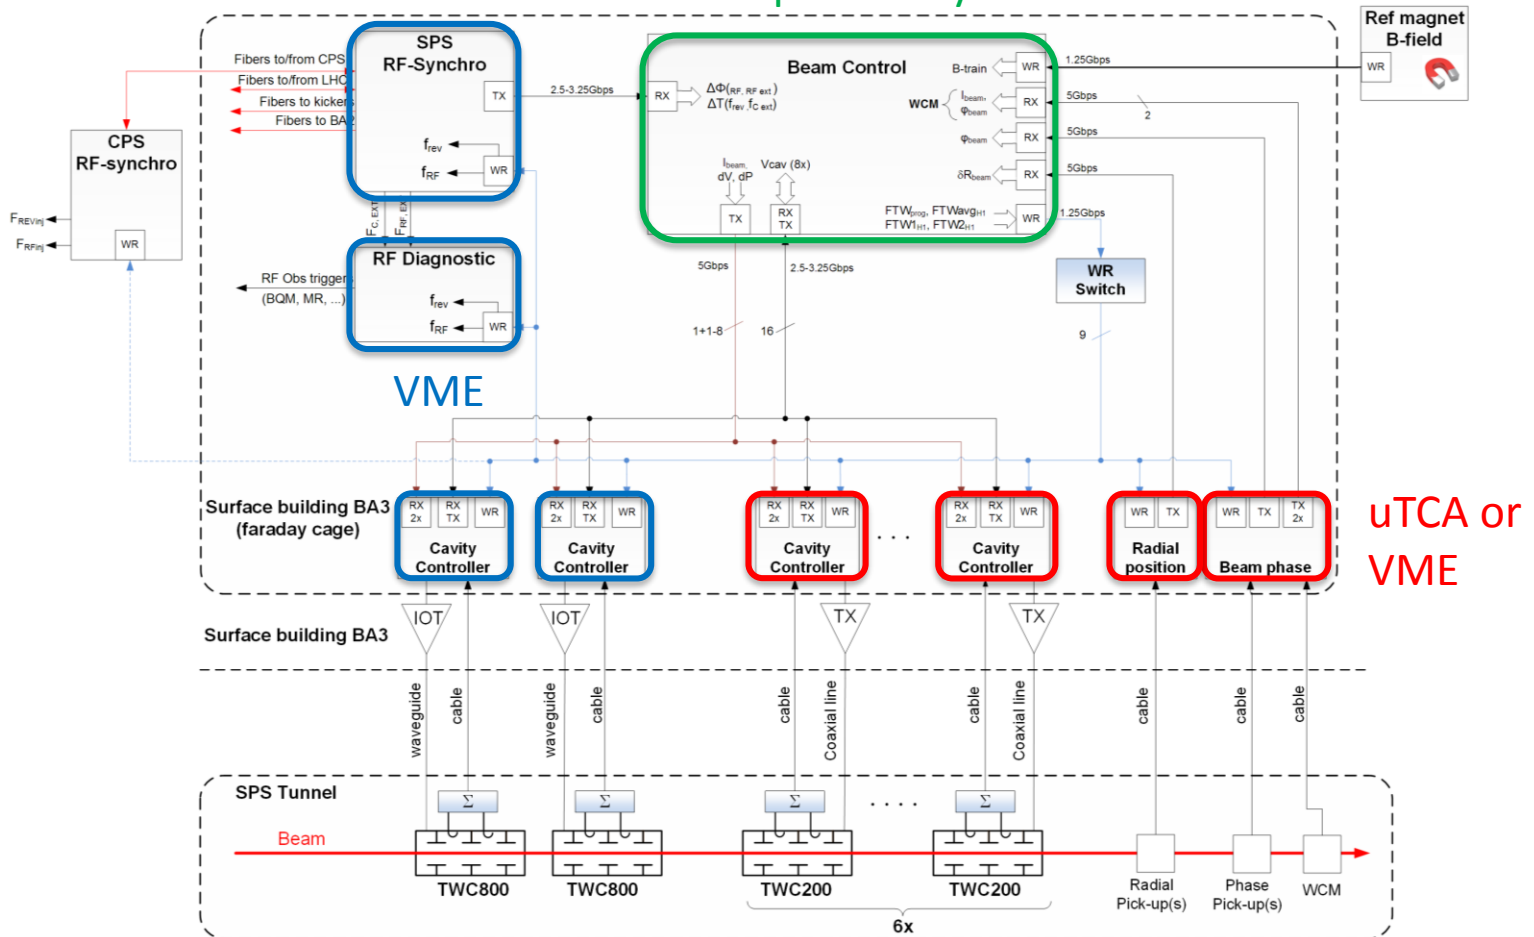 SPS
RF-Synchro
Fibers to/from CPS
Fibers to/from LHC
Fibers to kickers
Fibers to BA2
TX
2.5-3.25Gbps
frev
fRF
WR
CPS
RF-synchro
FREVinj
FRFinj
WR
FC, EXT
FRF, EXT
RF Diagnostic
RF Obs triggers
(BQM, MR, ...)
frev
fRF
WR
VME
Beam Control
RX
ΔΦ(RF, RF ext)
ΔT(frev, fC ext)
B-train
WR
1.25Gbps
WCM
Ibeam,
φbeam
RX
5Gbps
2
φbeam
RX
5Gbps
δRbeam
RX
5Gbps
FTWprog, FTWavgH1
FTW1H1, FTW2H1
WR
1.25Gbps
Ibeam,
dV, dP
Vcav (8x)
TX
RX
TX
5Gbps
2.5-3.25Gbps
1+1-8
16
WR
Switch
9
Ref magnet
B-field
WR
Surface building BA3
(faraday cage)
RX
2x
RX
TX
WR
Cavity
Controller
RX
2x
RX
TX
WR
Cavity
Controller
RX
2x
RX
TX
WR
Cavity
Controller
. . .
RX
2x
RX
TX
WR
Cavity
Controller
WR
TX
Radial
position
WR
TX
TX
2x
Beam phase
uTCA or
VME
IOT
IOT
TX
TX
Surface building BA3
waveguide
cable
waveguide
cable
cable
Coaxial line
cable
Coaxial line
cable
cable
cable
SPS Tunnel
Σ
Σ
Σ
. . . .
Σ
Beam
TWC800
TWC800
TWC200
TWC200
6x
Radial
Pick-up(s)
Phase
Pick-up(s)
WCM